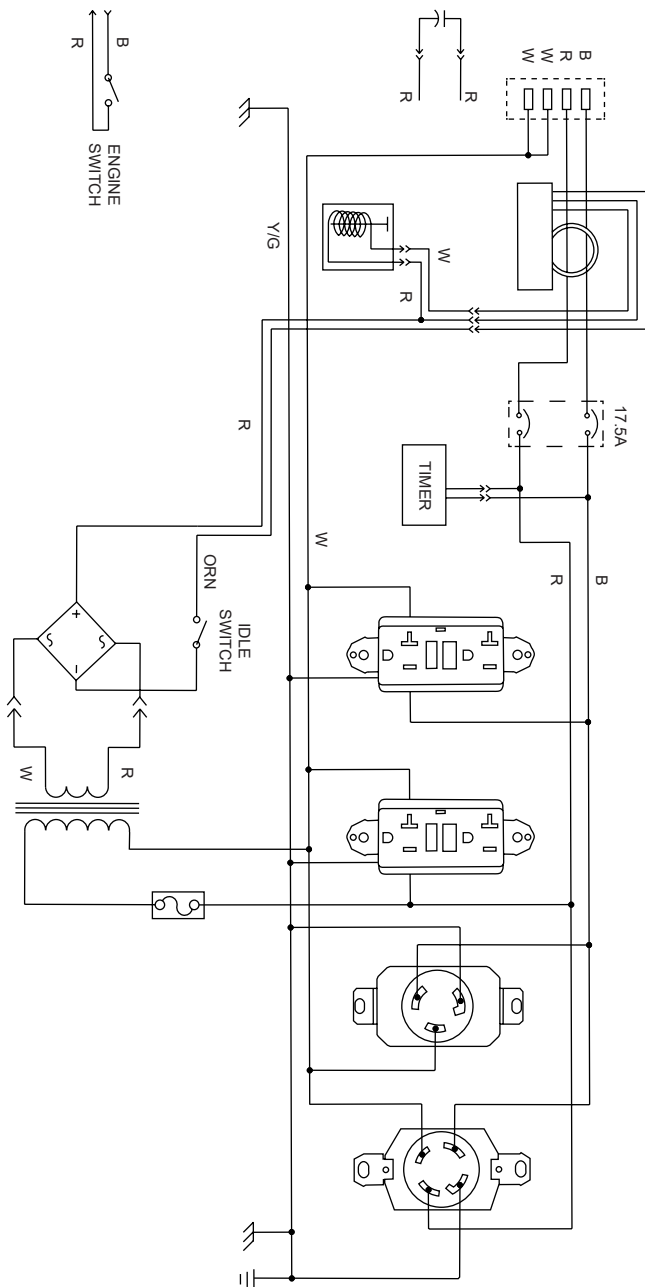 B
R
ENGINE
SWITCH
R
R
B
R
W
W
Y/G
W
R
17.5A
R
TIMER
W
B
R
ORN
IDLE
SWITCH
+
−
R
W